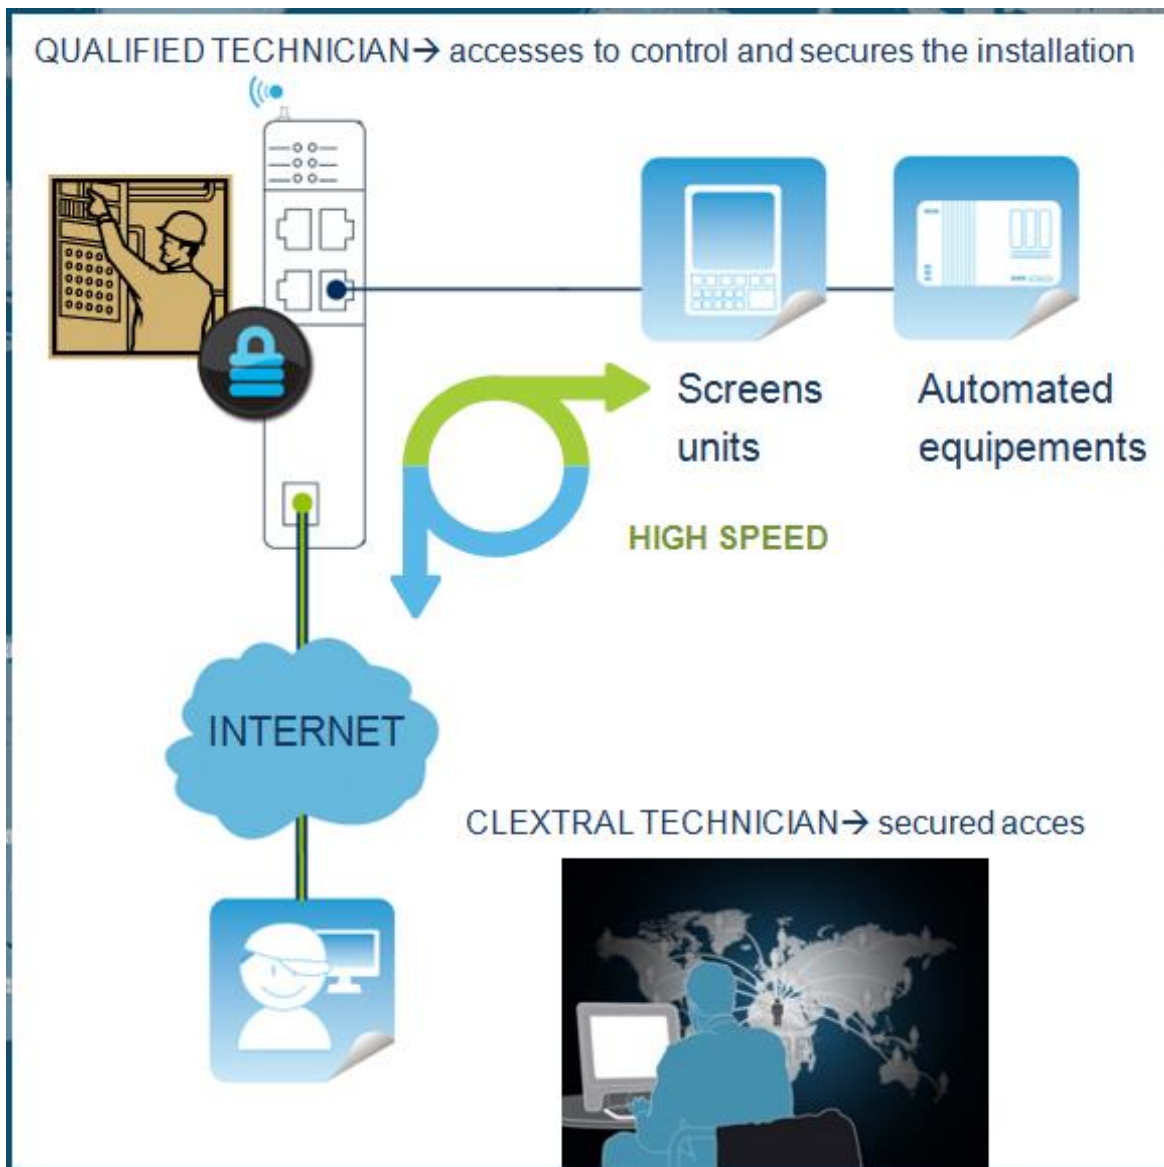 QUALIFIED TECHNICIAN→ accesses to control and secures the installation
Screens
units
Automated
equipements
HIGH SPEED
INTERNET
CLEXTRAL TECHNICIAN→ secured acces